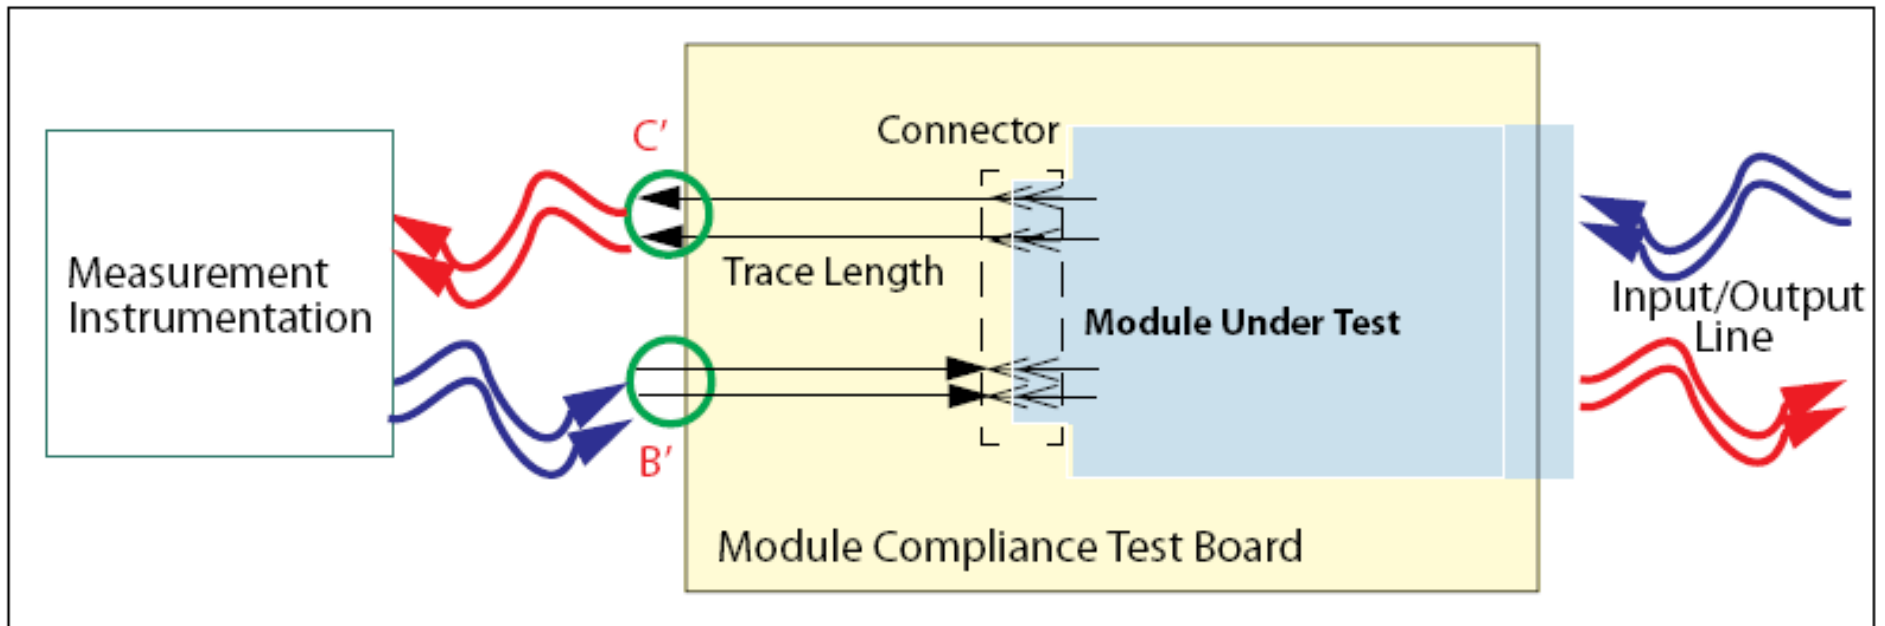 C′
Connector
Measurement
Instrumentation
Trace Length
Module Under Test
Input/Output
Line
B′
Module Compliance Test Board